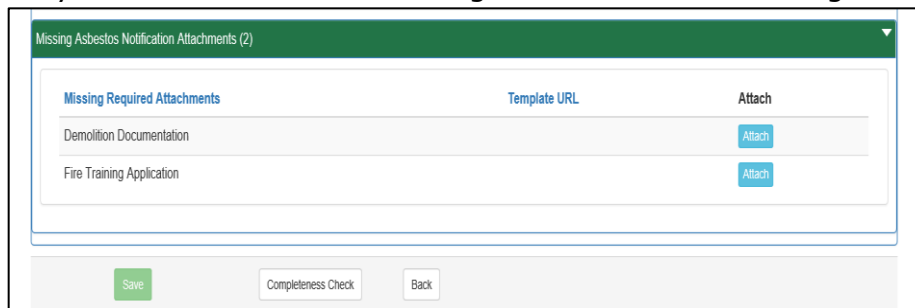 Missing Asbestos Notification Attachments (2)
Missing Required Attachments Template URL Attach
Demolition Documentation Attach
Fire Training Application Attach
Save Completeness Check Back